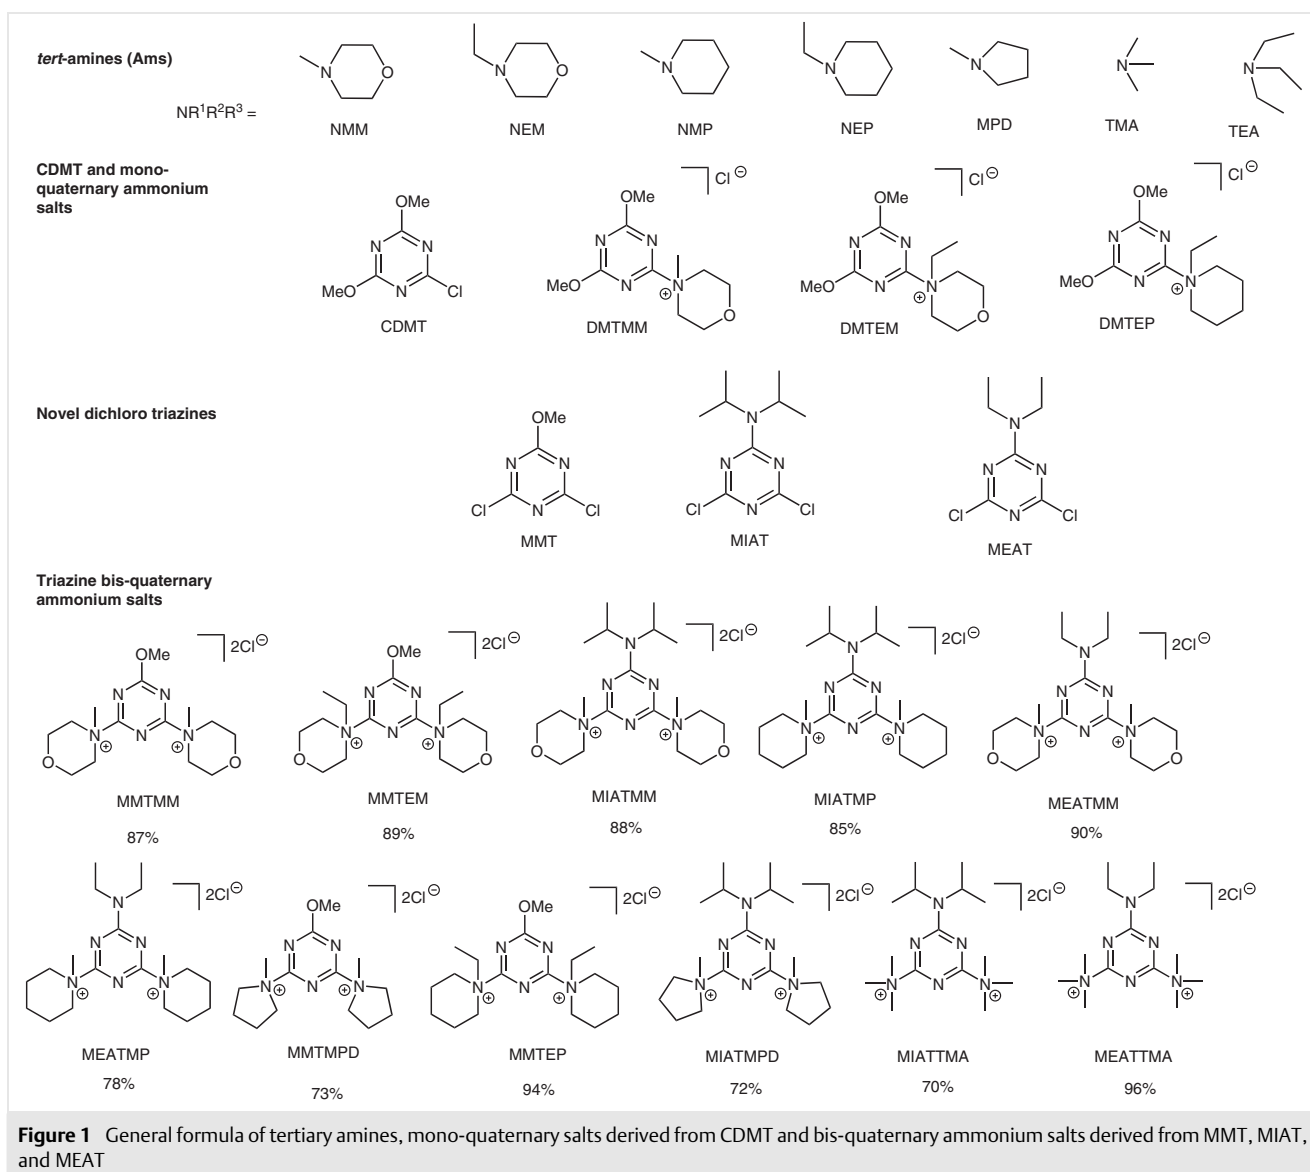 tert-amines (Ams)
NR1R2R3 =
N
O
NMM
N
O
NEM
N
NMP
N
NEP
N
MPD
N
TMA
N
TEA
CDMT and mono-
quaternary ammonium
salts
OMe
N
N
MeO
N
Cl
CDMT
Cl⊖
OMe
N
N
MeO
N
N
⊕
O
DMTMM
Cl⊖
OMe
N
N
MeO
N
N
⊕
O
DMTEM
Cl⊖
OMe
N
N
MeO
N
N
⊕
DMTEP
Novel dichloro triazines
OMe
N
N
Cl
N
Cl
MMT
N
N
N
Cl
N
Cl
MIAT
N
N
N
Cl
N
Cl
MEAT
Triazine bis-quaternary
ammonium salts
2Cl⊖
OMe
N
N
N
N
N
⊕
⊕
O
O
MMTMM
87%
2Cl⊖
OMe
N
N
N
N
N
⊕
⊕
O
O
MMTEM
89%
2Cl⊖
N
N
N
N
N
N
⊕
⊕
O
O
MIATMM
88%
2Cl⊖
N
N
N
N
N
N
⊕
⊕
MIATMP
85%
2Cl⊖
N
N
N
N
N
N
⊕
⊕
O
O
MEATMM
90%
2Cl⊖
N
N
N
N
N
N
⊕
⊕
MEATMP
78%
2Cl⊖
OMe
N
N
N
N
N
⊕
⊕
MMTMPD
73%
2Cl⊖
OMe
N
N
N
N
N
⊕
⊕
MMTEP
94%
2Cl⊖
N
N
N
N
N
N
⊕
⊕
MIATMPD
72%
2Cl⊖
N
N
N
N
N
N
⊕
⊕
MIATTMA
70%
2Cl⊖
N
N
N
N
N
N
⊕
⊕
MEATTMA
96%
Figure 1 General formula of tertiary amines, mono-quaternary salts derived from CDMT and bis-quaternary ammonium salts derived from MMT, MIAT,
and MEAT